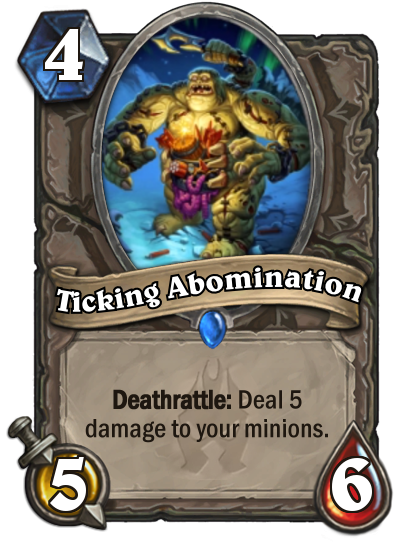 4
Ticking Abomination
Deathrattle: Deal 5
damage to your minions.
5
6